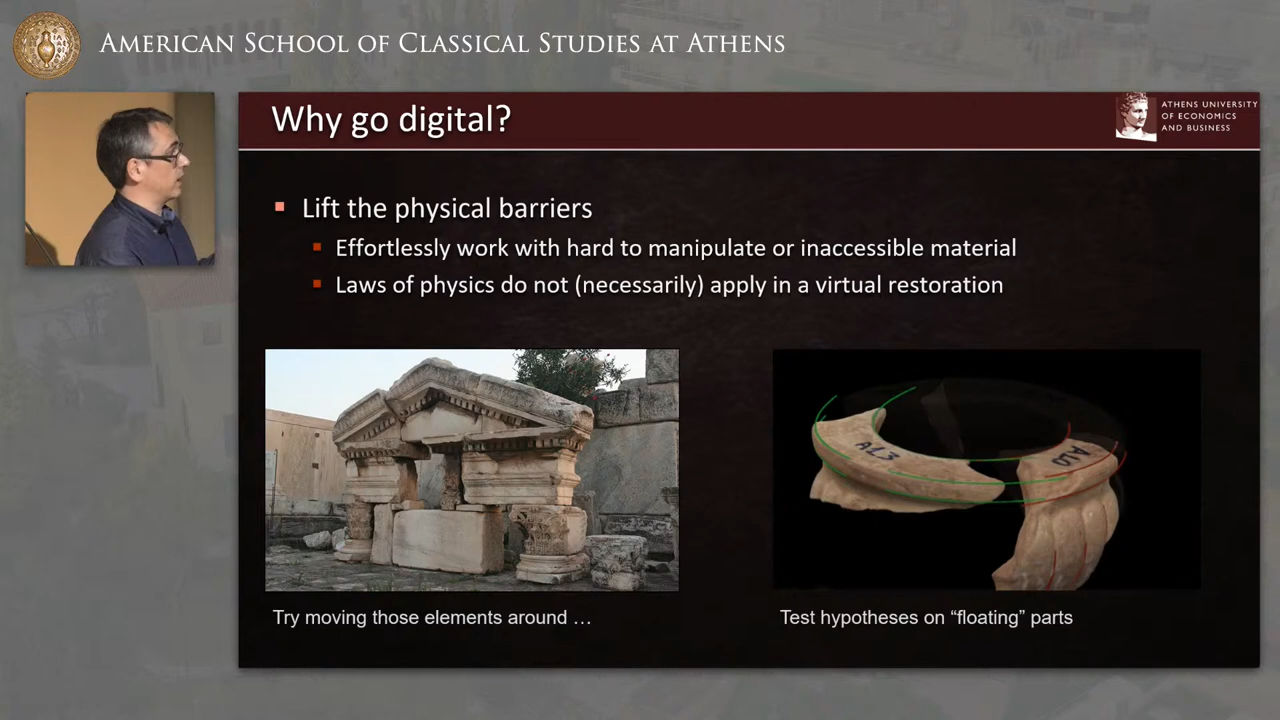 AMERICAN SCHOOL OF CLASSICAL STUDIES AT ATHENS
Why go digital?
ATHENS UNIVERSITY
OF ECONOMICS
AND BUSINESS
Lift the physical barriers
Effortlessly work with hard to manipulate or inaccessible material
Laws of physics do not (necessarily) apply in a virtual restoration
A13
A10
Try moving those elements around …
Test hypotheses on “floating” parts